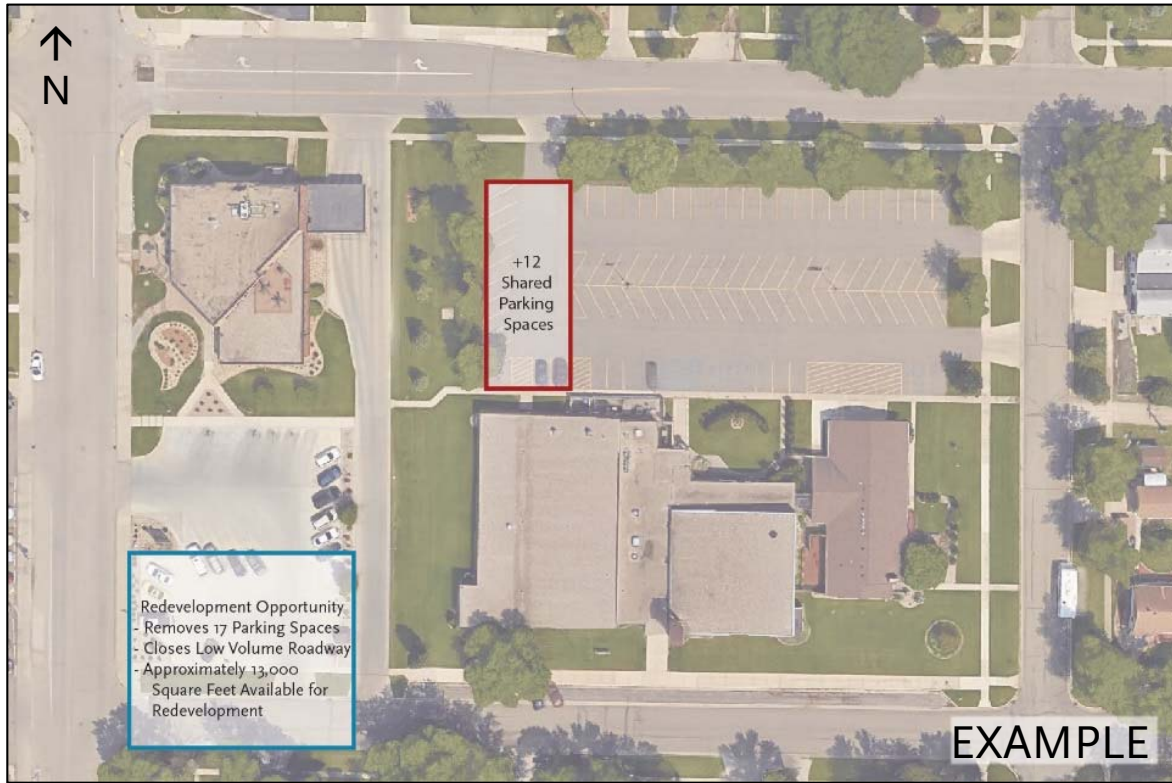 ↑
N
+12
Shared
Parking
Spaces
Redevelopment Opportunity
- Removes 17 Parking Spaces
- Closes Low Volume Roadway
- Approximately 13,000
Square Feet Available for
Redevelopment
EXAMPLE